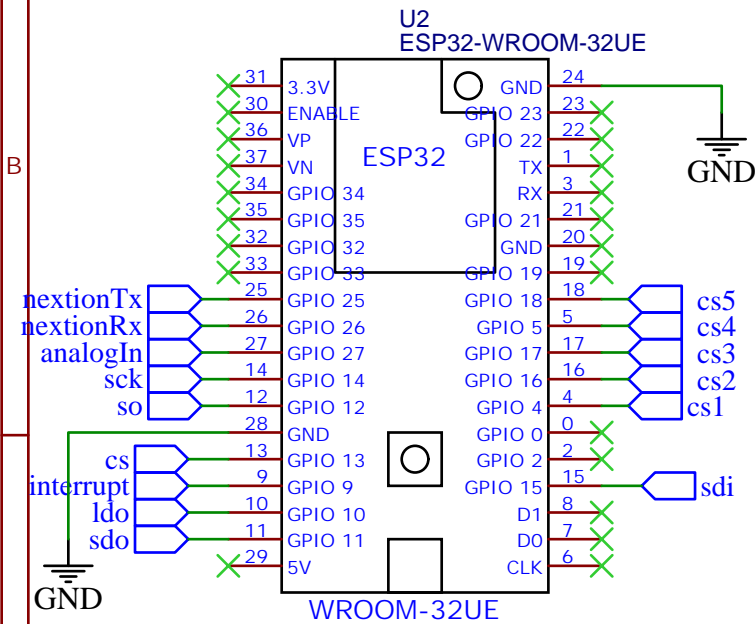 U2
ESP32-WROOM-32UE
B
ESP32
31 3.3V
30 ENABLE
36 VP
37 VN
34 GPIO 34
35 GPIO 35
32 GPIO 32
33 GPIO 33
nextionTx 25 GPIO 25
nextionRx 26 GPIO 26
analogIn 27 GPIO 27
sck 14 GPIO 14
so 12 GPIO 12
28 GND
cs 13 GPIO 13
interrupt 9 GPIO 9
ldo 10 GPIO 10
sdo 11 GPIO 11
29 5V
GND
GND 24
GPIO 23 23
GPIO 22 22
TX 1
RX 3
GPIO 21 21
GND 20
GPIO 19 19
GPIO 18 18 cs5
GPIO 5 5 cs4
GPIO 17 17 cs3
GPIO 16 16 cs2
GPIO 4 4 cs1
GPIO 0 0
GPIO 2 2
GPIO 15 15 sdi
D1 8
D0 7
CLK 6
GND
WROOM-32UE